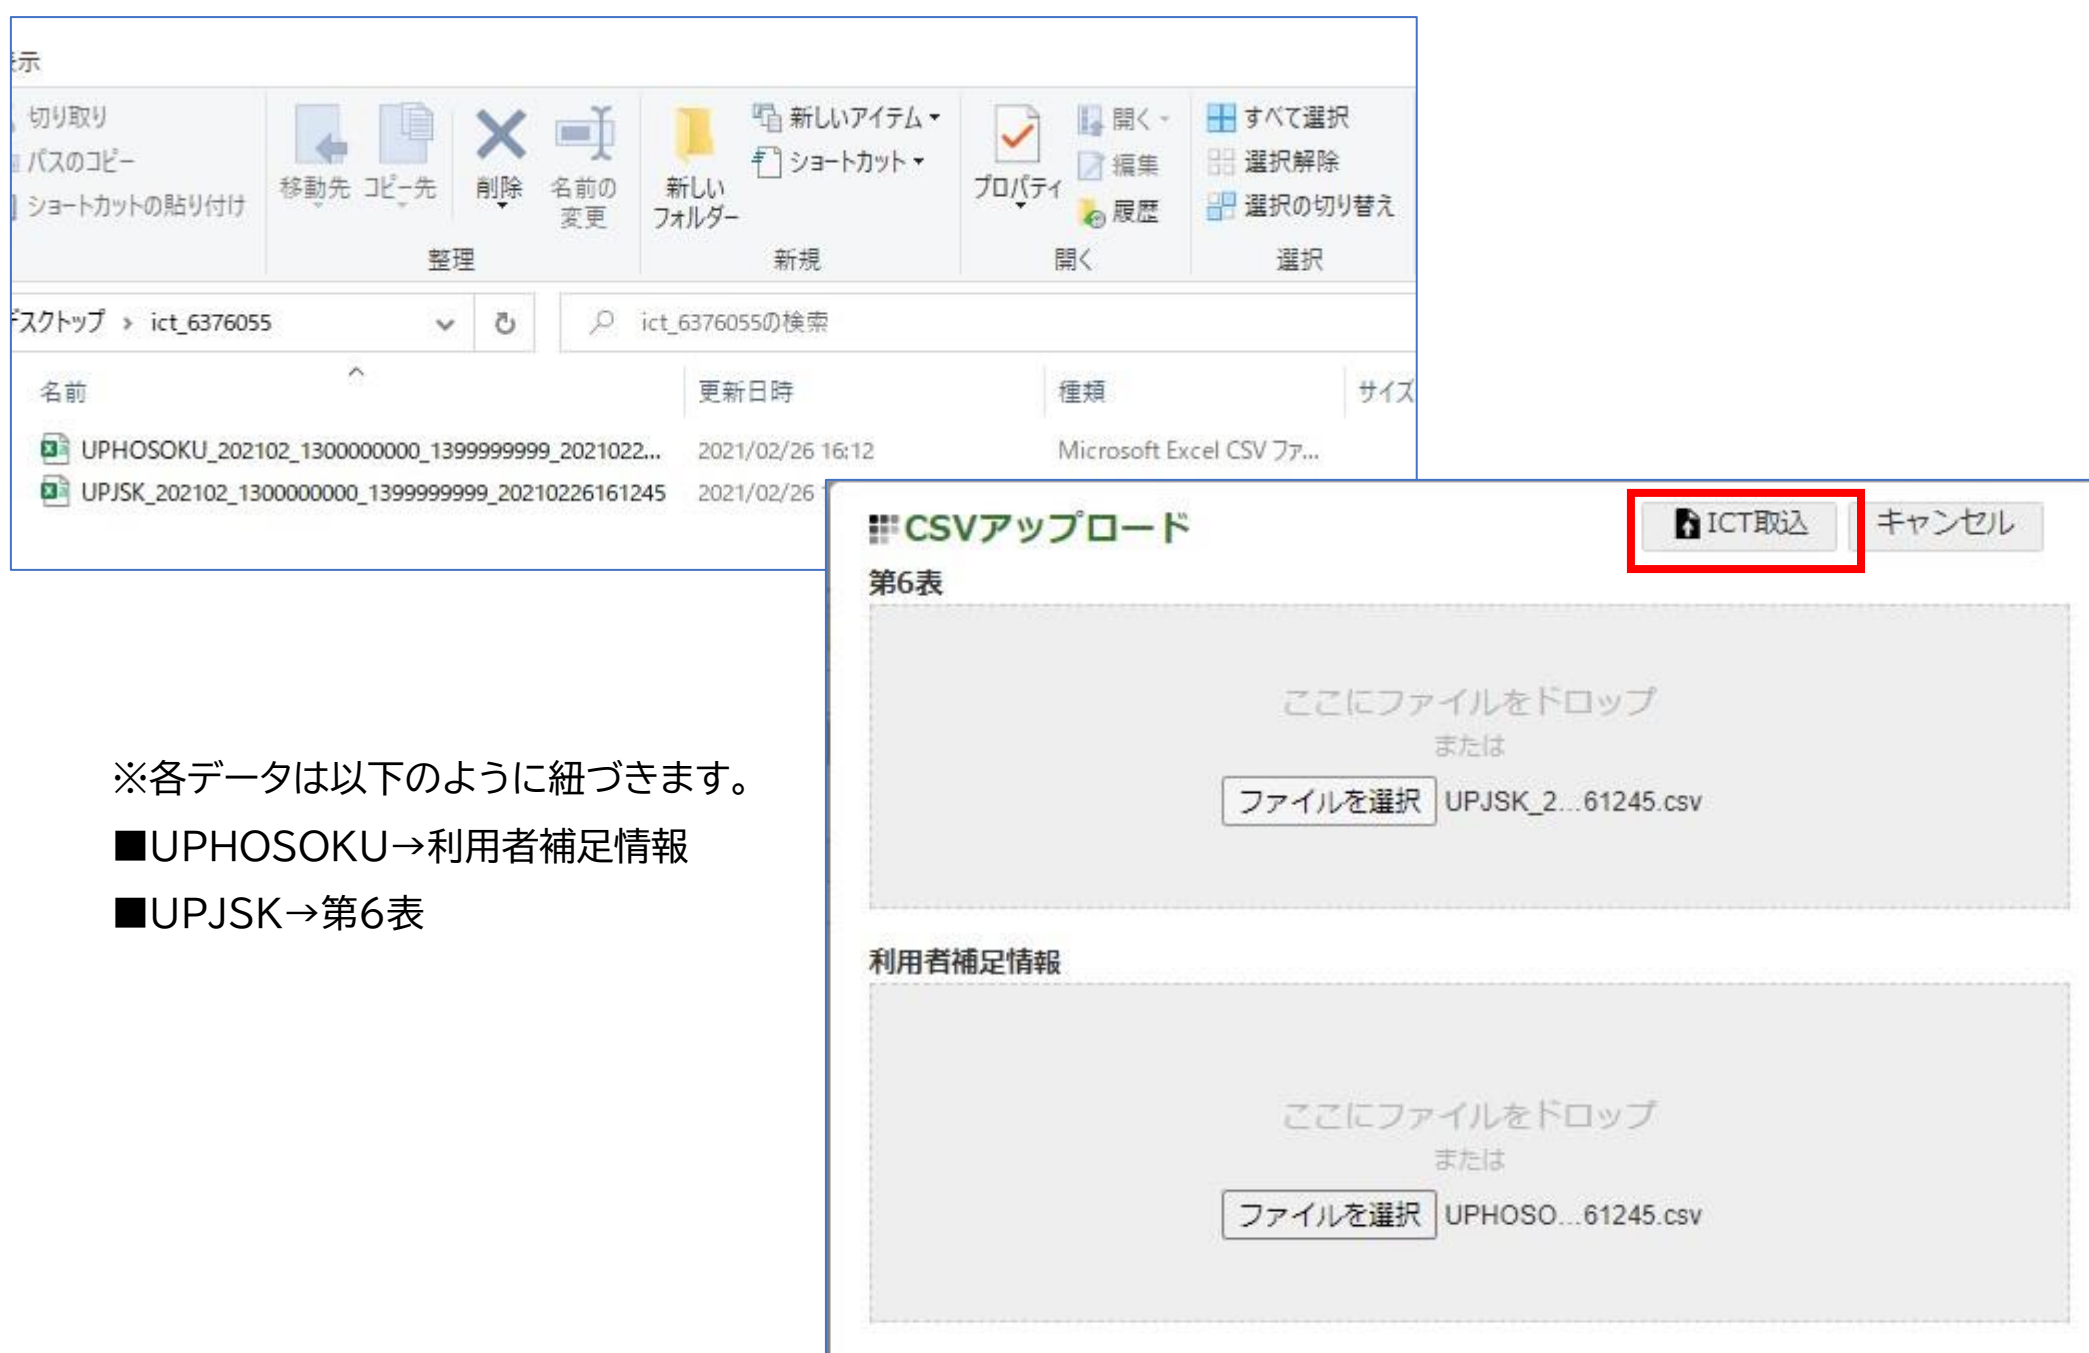 示
切り取り
パスのコピー
ショートカットの貼り付け
移動先
コピー先
削除
名前の
変更
整理
新しい
フォルダー
新しいアイテム
ショートカット
新規
プロパティ
開く
編集
履歴
開く
すべて選択
選択解除
選択の切り替え
選択
デスクトップ › ict_6376055
ict_6376055の検索
名前 更新日時 種類 サイズ
UPHOSOKU_202102_1300000000_1399999999_2021022... 2021/02/26 16:12 Microsoft Excel CSV ファ...
UPJSK_202102_1300000000_1399999999_20210226161245 2021/02/26
※各データは以下のように紐づきます。
■UPHOSOKU→利用者補足情報
■UPJSK→第6表
CSVアップロード
ICT取込
キャンセル
第6表
ここにファイルをドロップ
または
ファイルを選択 UPJSK_2...61245.csv
利用者補足情報
ここにファイルをドロップ
または
ファイルを選択 UPHOSO...61245.csv